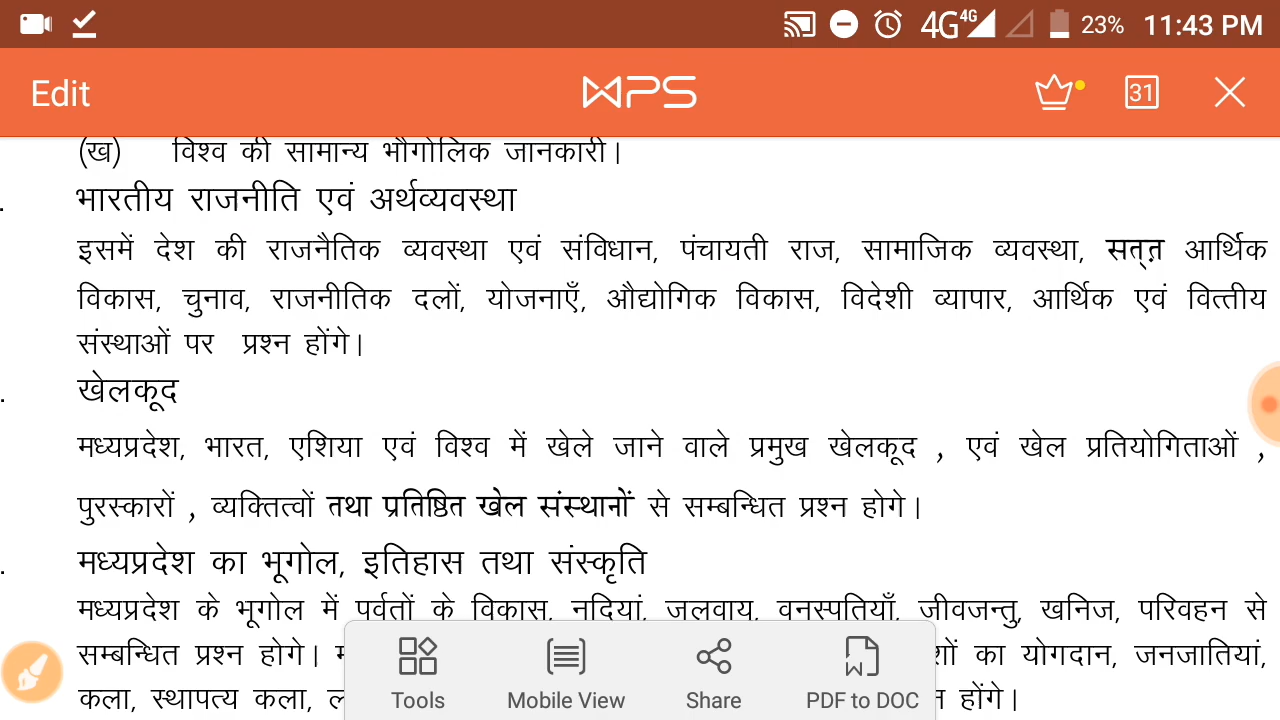 4G 4G 23% 11:43 PM
Edit WPS 31
(ख) विश्व की सामान्य भौगोलिक जानकारी।
. भारतीय राजनीति एवं अर्थव्यवस्था
इसमें देश की राजनैतिक व्यवस्था एवं संविधान, पंचायती राज, सामाजिक व्यवस्था, सत्त़ आर्थिक
विकास, चुनाव, राजनीतिक दलों, योजनाएँ, औद्योगिक विकास, विदेशी व्यापार, आर्थिक एवं वित्तीय
संस्थाओं पर प्रश्न होंगे।
. खेलकूद
मध्यप्रदेश, भारत, एशिया एवं विश्व में खेले जाने वाले प्रमुख खेलकूद , एवं खेल प्रतियोगिताओं ,
पुरस्कारों , व्यक्तित्वों तथा प्रतिष्ठित खेल संस्थानों से सम्बन्धित प्रश्न होगे।
. मध्यप्रदेश का भूगोल, इतिहास तथा संस्कृति
मध्यप्रदेश के भूगोल में पर्वतों के विकास, नदियां, जलवायु, वनस्पतियाँ, जीवजन्तु, खनिज, परिवहन से
सम्बन्धित प्रश्न होगे। का योगदान, जनजातियां,
कला, स्थापत्य कला, होंगे।
Tools Mobile View Share PDF to DOC